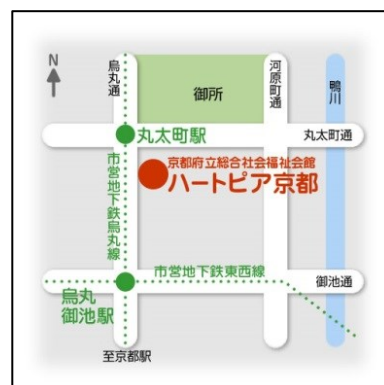 N
烏丸通
御所
河原町通
鴨川
丸太町駅
丸太町通
京都府立総合社会福祉会館
ハートピア京都
市営地下鉄烏丸線
市営地下鉄東西線
御池通
烏丸
御池駅
至京都駅